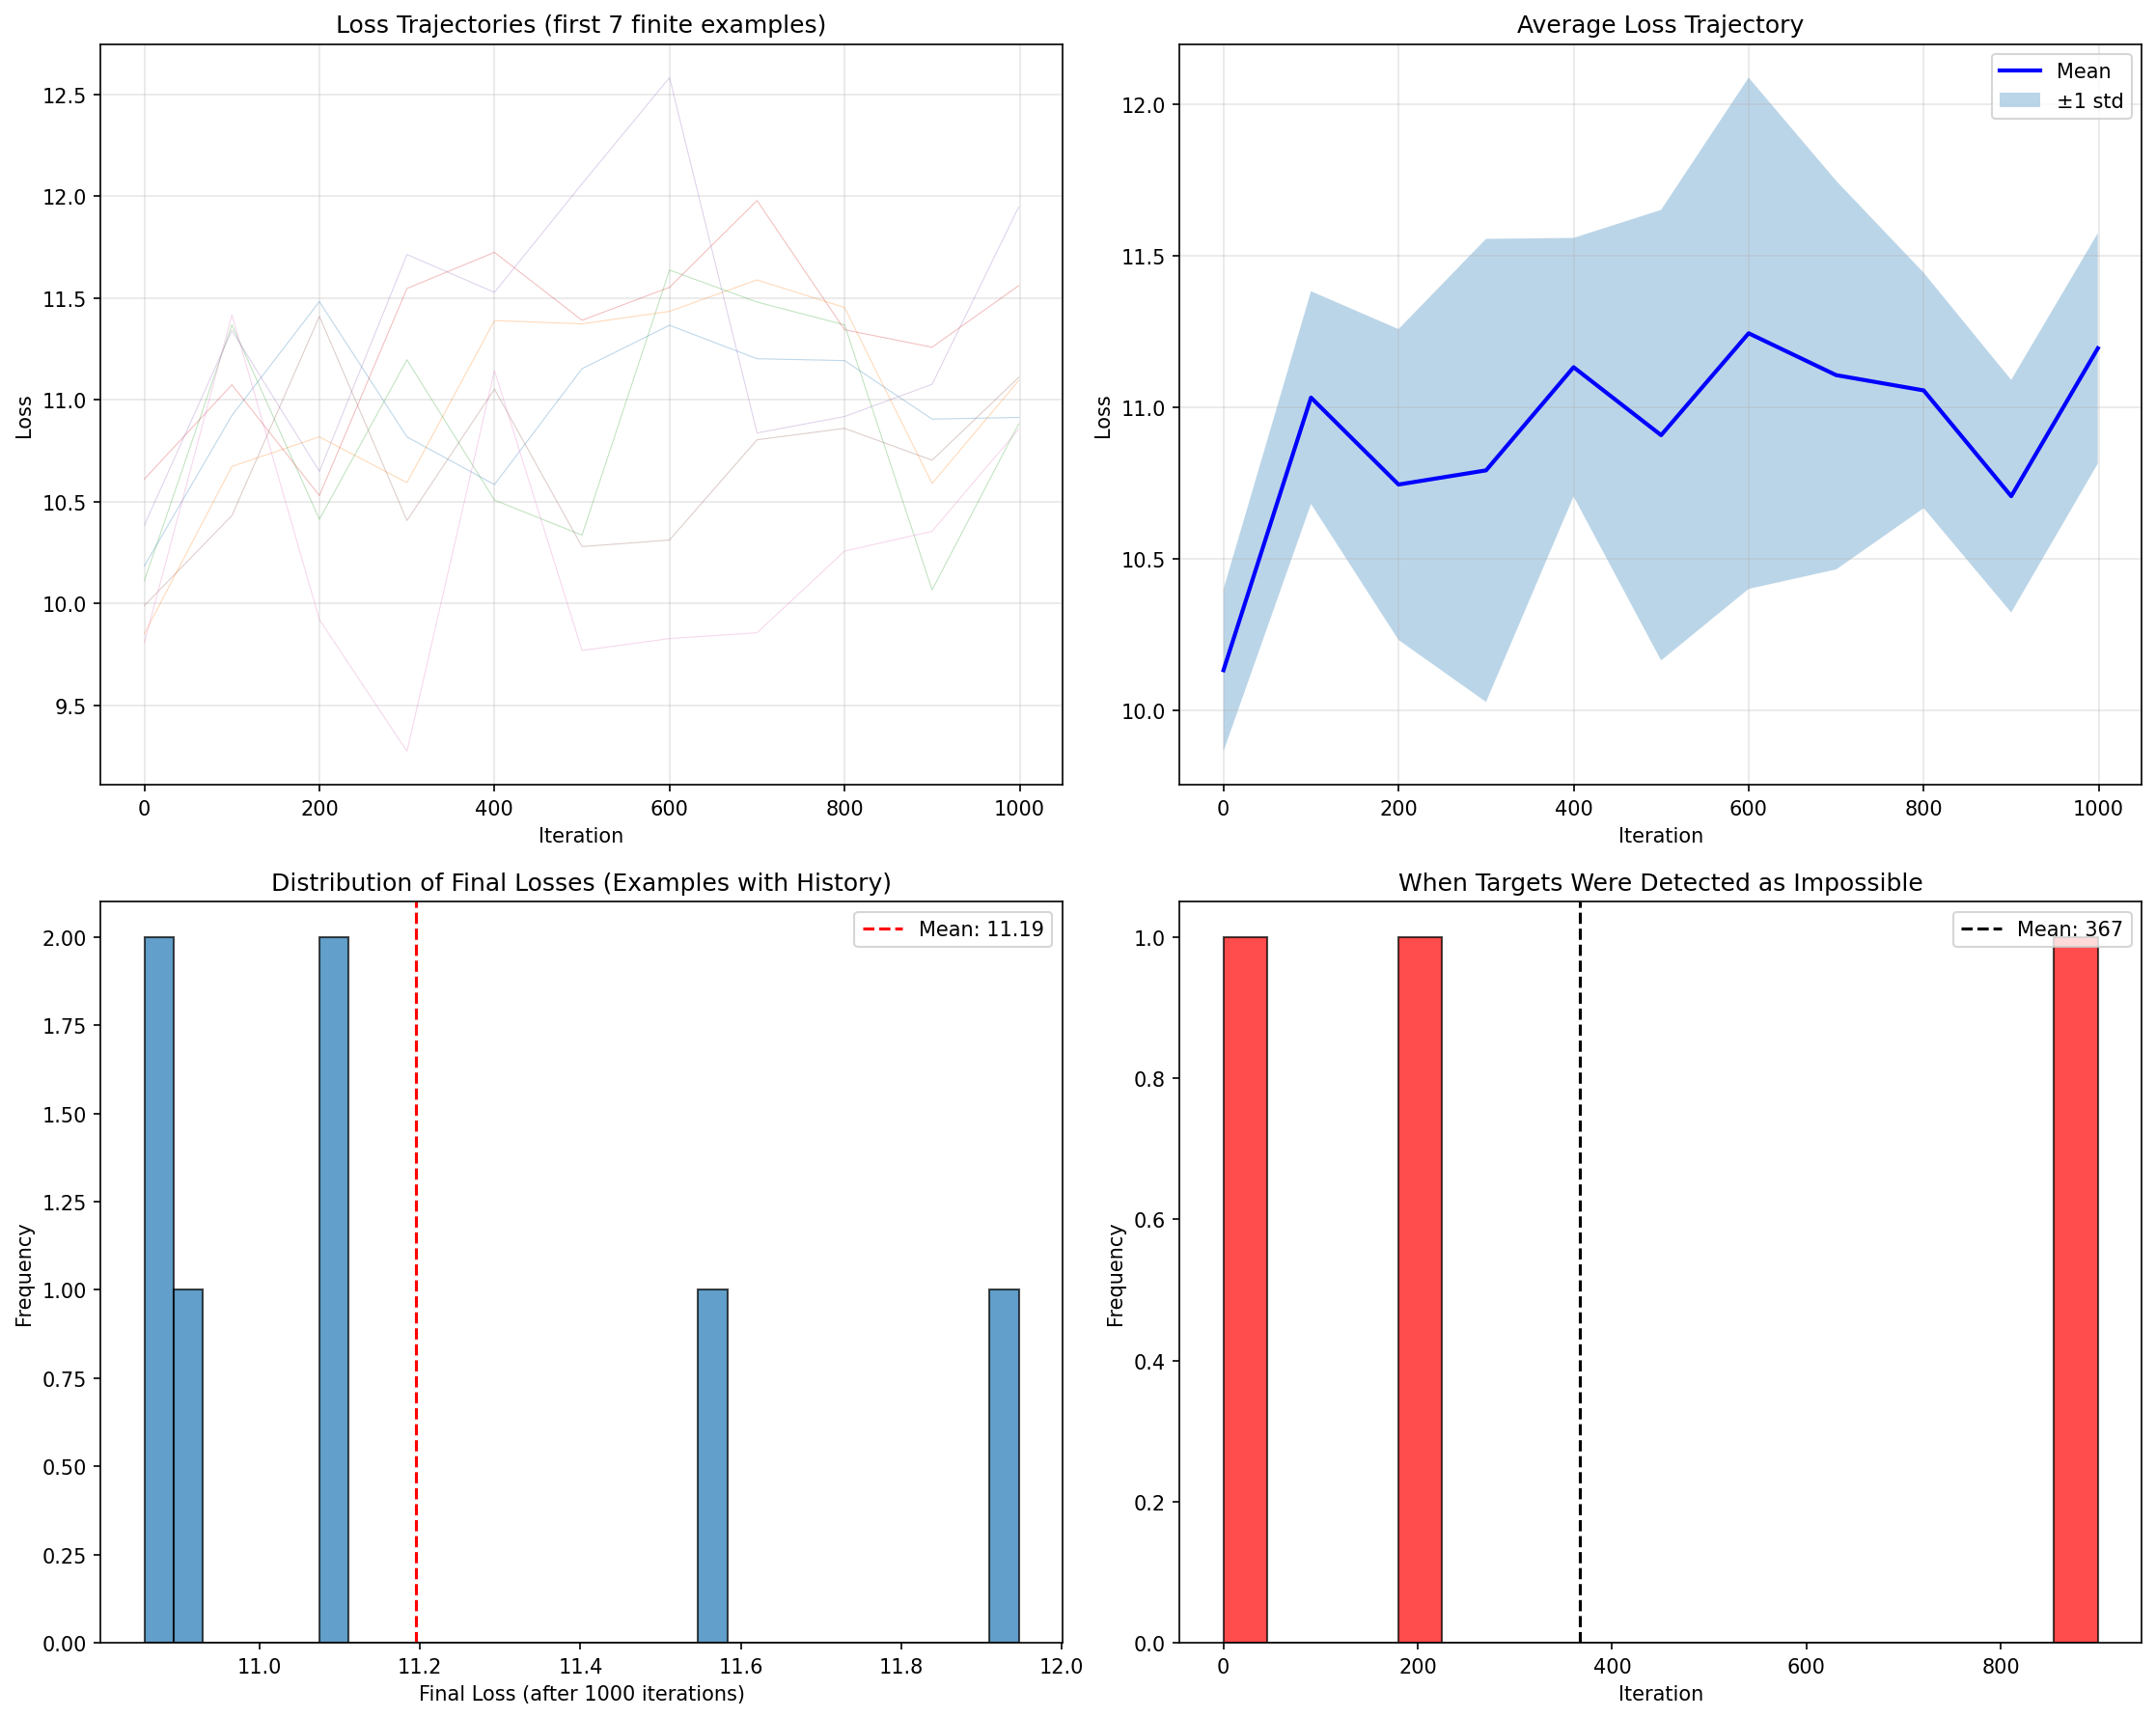 Loss Trajectories (first 7 finite examples)
12.5
12.0
11.5
11.0
10.5
10.0
9.5
Loss
0 200 400 600 800 1000
Iteration
Average Loss Trajectory
Mean
±1 std
12.0
11.5
11.0
10.5
10.0
Loss
0 200 400 600 800 1000
Iteration
Distribution of Final Losses (Examples with History)
Mean: 11.19
2.00
1.75
1.50
1.25
1.00
0.75
0.50
0.25
0.00
Frequency
11.0 11.2 11.4 11.6 11.8 12.0
Final Loss (after 1000 iterations)
When Targets Were Detected as Impossible
Mean: 367
1.0
0.8
0.6
0.4
0.2
0.0
Frequency
0 200 400 600 800
Iteration